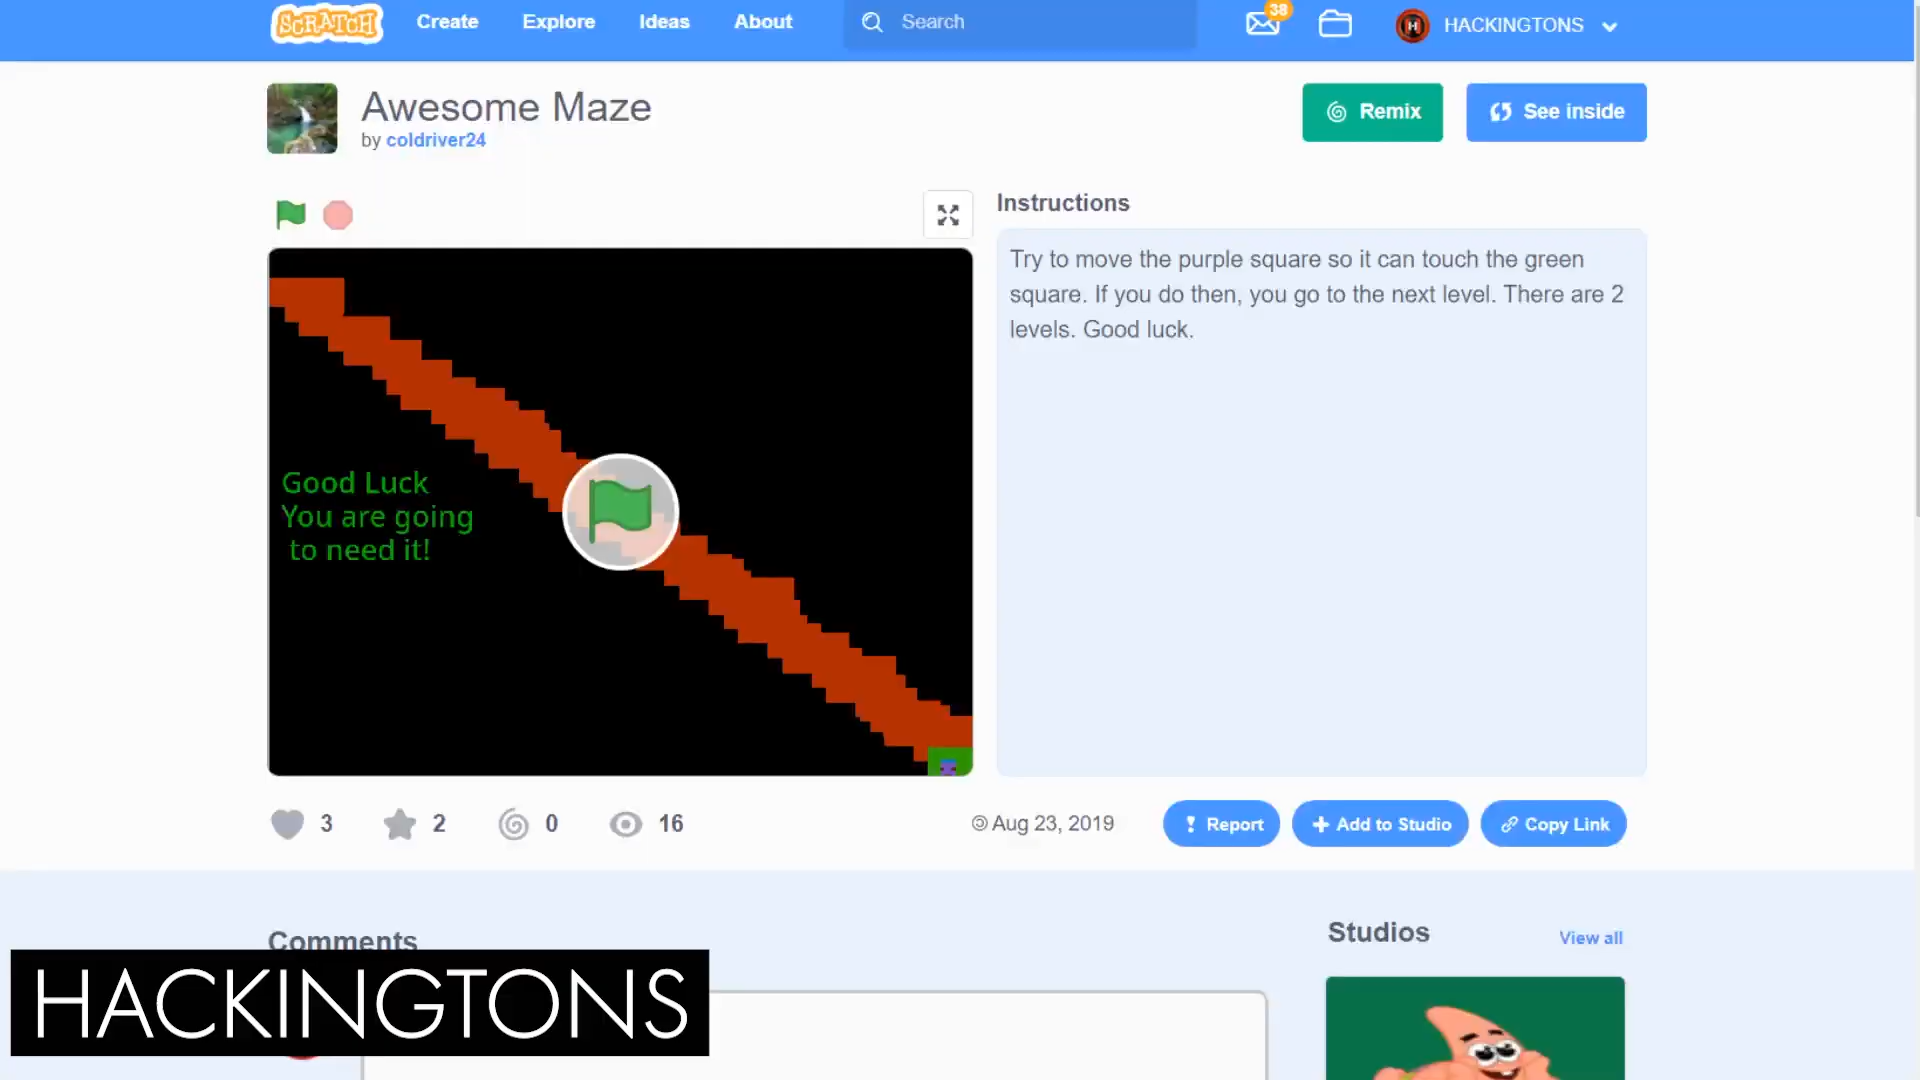 SCRATCH
Create
Explore
Ideas
About
Search
38
H
HACKINGTONS
Awesome Maze
by coldriver24
Remix
See inside
Instructions
Try to move the purple square so it can touch the green
square. If you do then, you go to the next level. There are 2
levels. Good luck.
Good Luck
You are going
to need it!
3
2
0
16
© Aug 23, 2019
Report
Add to Studio
Copy Link
Comments
Studios
View all
HACKINGTONS